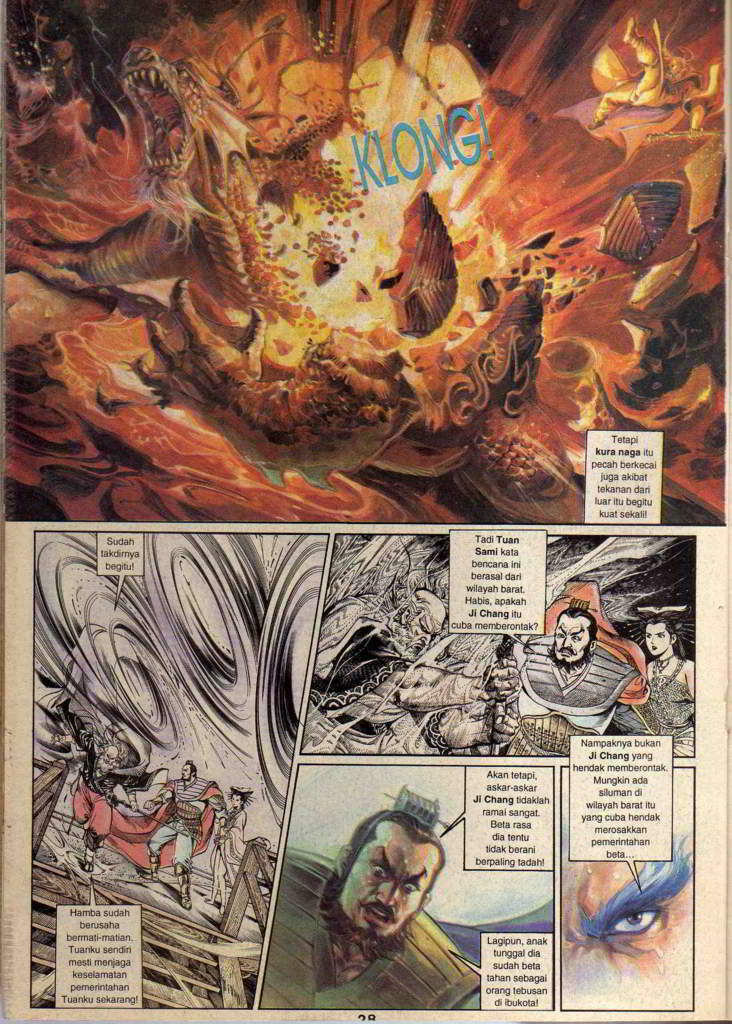 KLONG!
Tetapi
kura naga itu
pecah berkecai
juga akibat
tekanan dari
luar itu begitu
kuat sekali!
Sudah
takdirnya
begitu!
Hamba sudah
berusaha
bermati-matian.
Tuanku sendiri
mesti menjaga
keselamatan
pemerintahan
Tuanku sekarang!
Tadi Tuan
Sami kata
bencana ini
berasal dari
wilayah barat.
Habis, apakah
Ji Chang itu
cuba memberontak?
Akan tetapi,
askar-askar
Ji Chang tidaklah
ramai sangat.
Beta rasa
dia tentu
tidak berani
berpaling tadah!
Lagipun, anak
tunggal dia
sudah beta
tahan sebagai
orang tebusan
di ibukota!
Nampaknya bukan
Ji Chang yang
hendak memberontak.
Mungkin ada
siluman di
wilayah barat itu
yang cuba hendak
merosakkan
pemerintahan
beta...
28